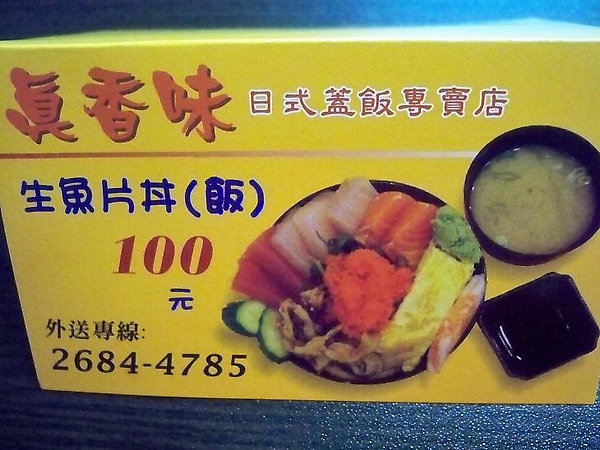 真香味 日式蓋飯專賣店
生魚片丼(飯)
100
元
外送專線:
2684-4785